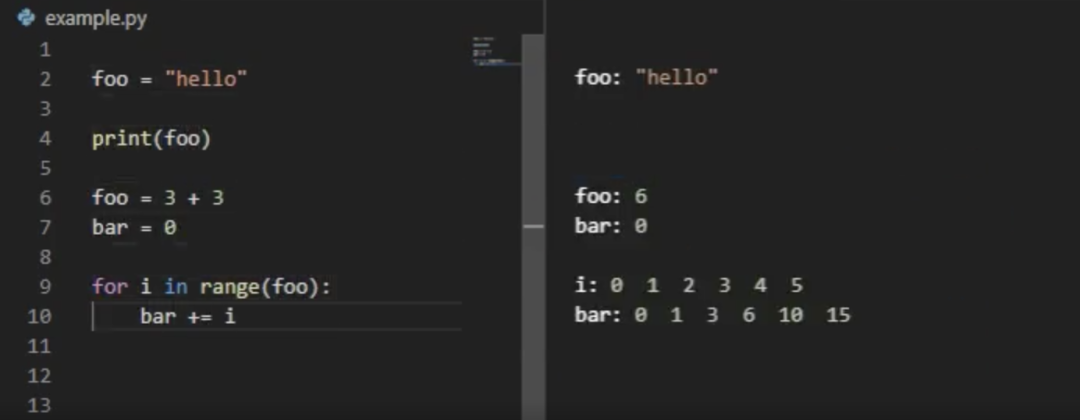 example.py
1
2 foo = "hello"
3
4 print(foo)
5
6 foo = 3 + 3
7 bar = 0
8
9 for i in range(foo):
10     bar += i
11
12
13
foo: "hello"
foo: 6
bar: 0
i: 0 1 2 3 4 5
bar: 0 1 3 6 10 15